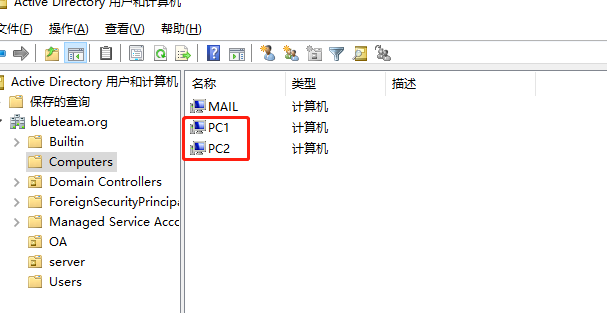 Active Directory 用户和计算机
文件(F) 操作(A) 查看(V) 帮助(H)
Active Directory 用户和计算机
保存的查询
blueteam.org
Builtin
Computers
Domain Controllers
ForeignSecurityPrincipa
Managed Service Acco
OA
server
Users
名称 类型 描述
MAIL 计算机
PC1 计算机
PC2 计算机